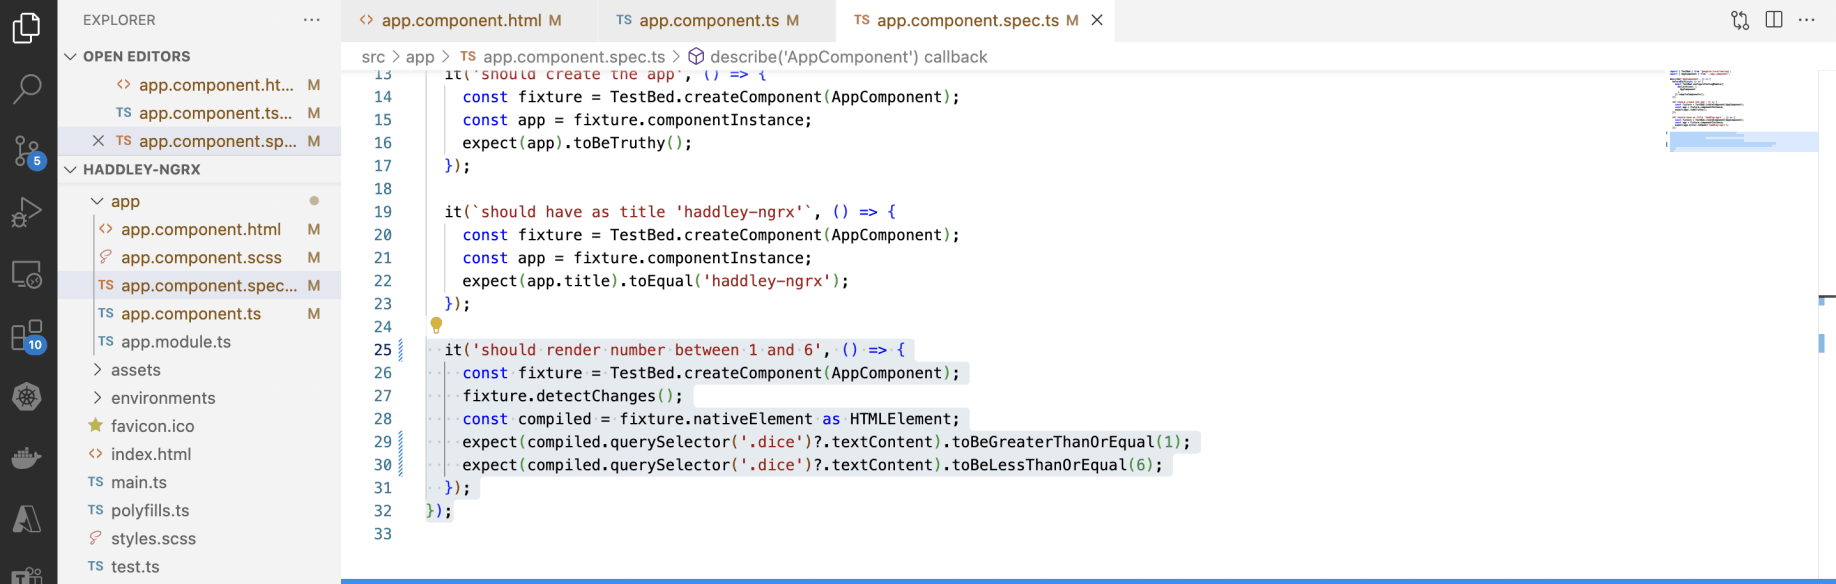 EXPLORER
OPEN EDITORS
app.component.ht... M
TS app.component.ts... M
TS app.component.sp... M
HADDLEY-NGRX
app
app.component.html M
app.component.scss M
TS app.component.spec... M
TS app.component.ts M
TS app.module.ts
assets
environments
favicon.ico
index.html
TS main.ts
TS polyfills.ts
styles.scss
TS test.ts
5
10
app.component.html M
TS app.component.ts M
TS app.component.spec.ts M
src > app > TS app.component.spec.ts > describe('AppComponent') callback
13 it('should create the app', () => {
14 const fixture = TestBed.createComponent(AppComponent);
15 const app = fixture.componentInstance;
16 expect(app).toBeTruthy();
17 });
18
19 it(`should have as title 'haddley-ngrx'`, () => {
20 const fixture = TestBed.createComponent(AppComponent);
21 const app = fixture.componentInstance;
22 expect(app.title).toEqual('haddley-ngrx');
23 });
24
25 it('should render number between 1 and 6', () => {
26 const fixture = TestBed.createComponent(AppComponent);
27 fixture.detectChanges();
28 const compiled = fixture.nativeElement as HTMLElement;
29 expect(compiled.querySelector('.dice')?.textContent).toBeGreaterThanOrEqual(1);
30 expect(compiled.querySelector('.dice')?.textContent).toBeLessThanOrEqual(6);
31 });
32 });
33